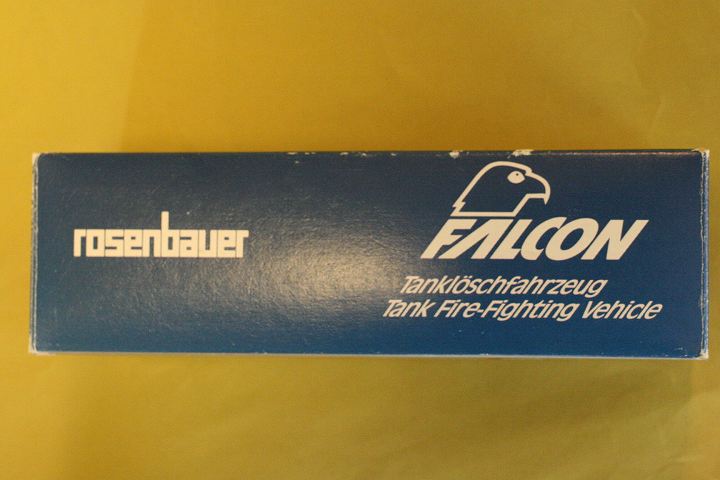 rosenbauer
FALCON
Tanklöschfahrzeug
Tank Fire-Fighting Vehicle